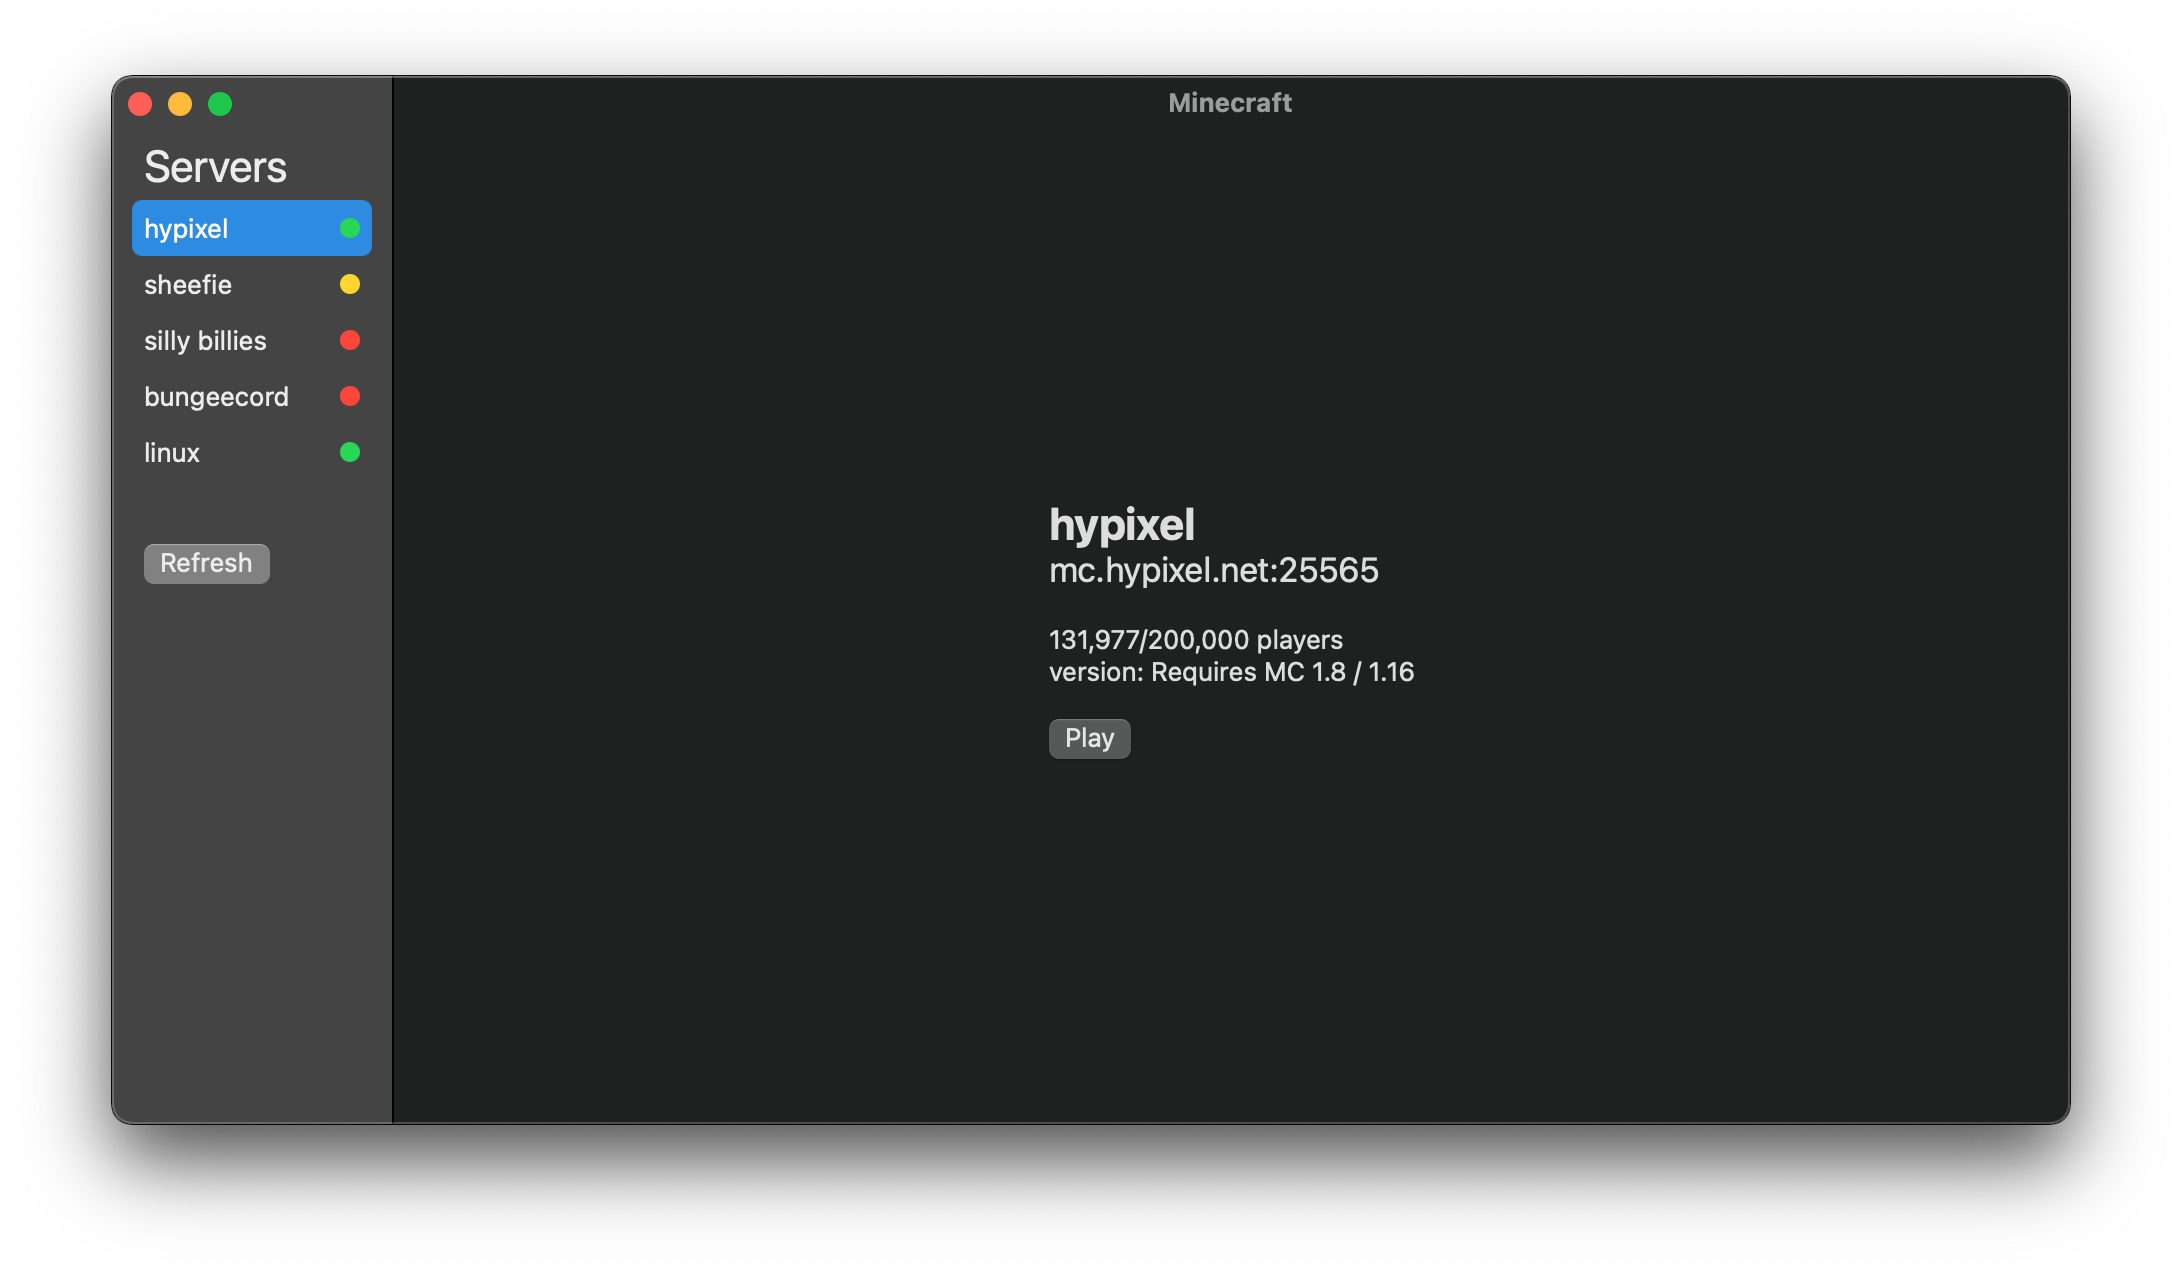 Minecraft
Servers
hypixel
sheefie
silly billies
bungeecord
linux
Refresh
hypixel
mc.hypixel.net:25565
131,977/200,000 players
version: Requires MC 1.8 / 1.16
Play